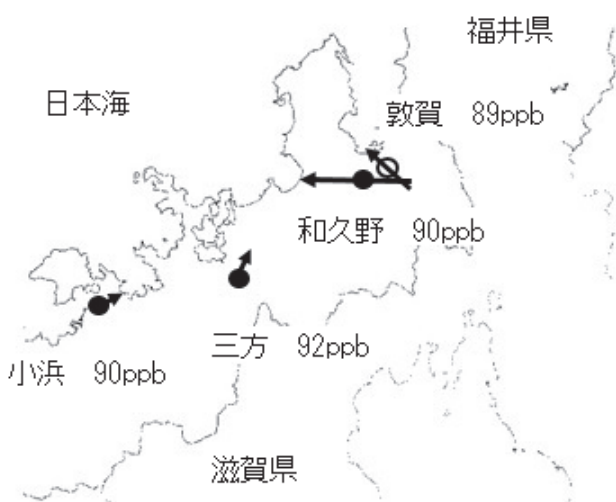 福井県
日本海
敦賀 89ppb
和久野 90ppb
三方 92ppb
小浜 90ppb
滋賀県